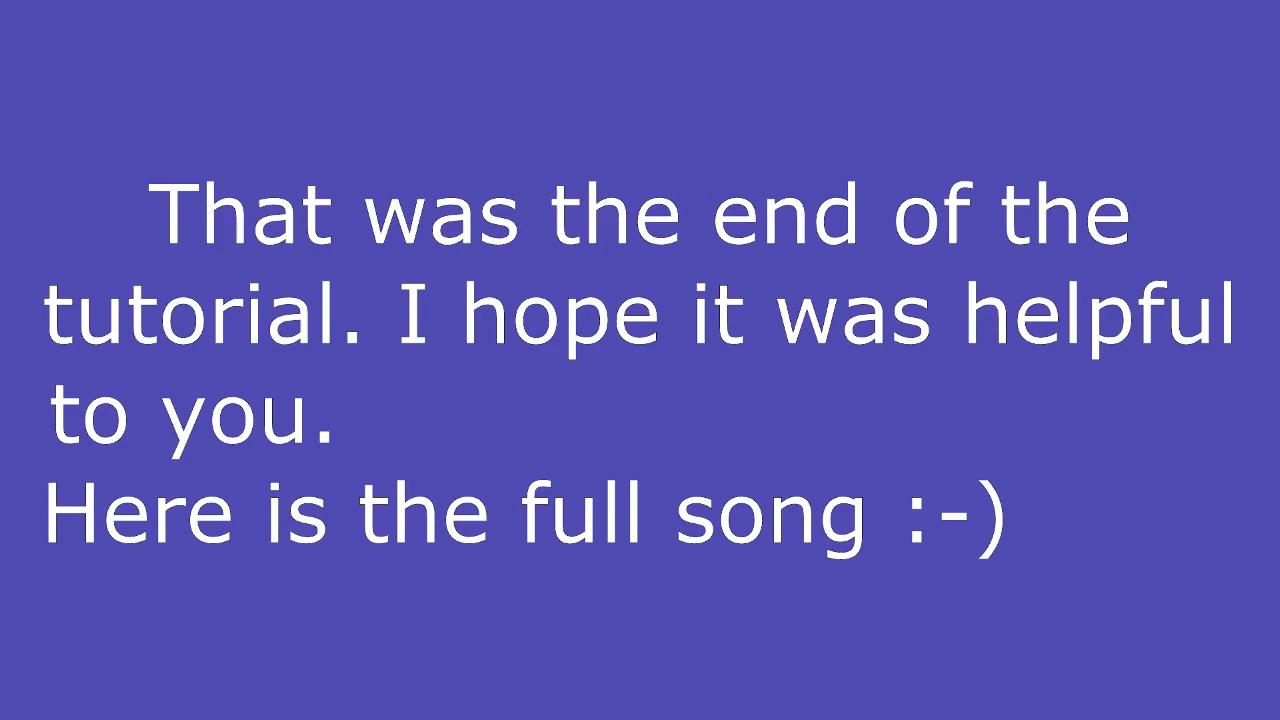 That was the end of the
tutorial. I hope it was helpful
to you.
Here is the full song :-)